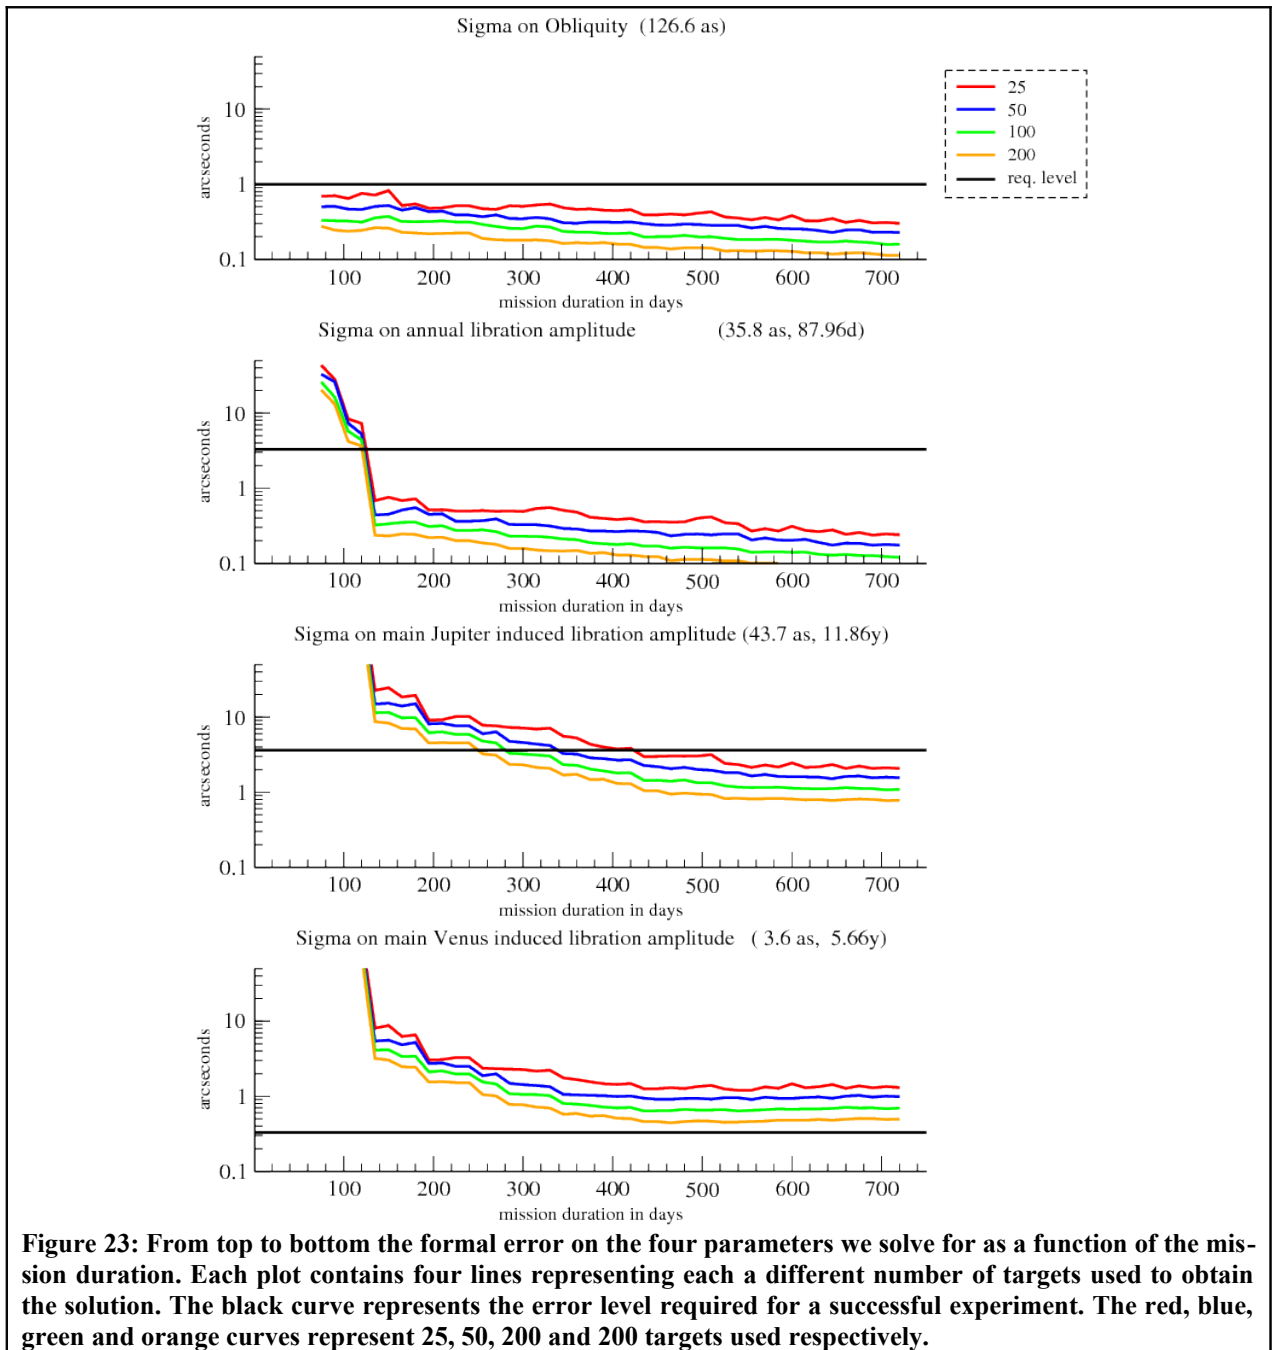 Sigma on Obliquity (126.6 as)
25
50
100
200
req. level
arcseconds
10
1
0.1
100 200 300 400 500 600 700
mission duration in days
Sigma on annual libration amplitude (35.8 as, 87.96d)
arcseconds
10
1
0.1
100 200 300 400 500 600 700
mission duration in days
Sigma on main Jupiter induced libration amplitude (43.7 as, 11.86y)
arcseconds
10
1
0.1
100 200 300 400 500 600 700
mission duration in days
Sigma on main Venus induced libration amplitude ( 3.6 as, 5.66y)
arcseconds
10
1
0.1
100 200 300 400 500 600 700
mission duration in days
Figure 23: From top to bottom the formal error on the four parameters we solve for as a function of the mis-
sion duration. Each plot contains four lines representing each a different number of targets used to obtain
the solution. The black curve represents the error level required for a successful experiment. The red, blue,
green and orange curves represent 25, 50, 200 and 200 targets used respectively.